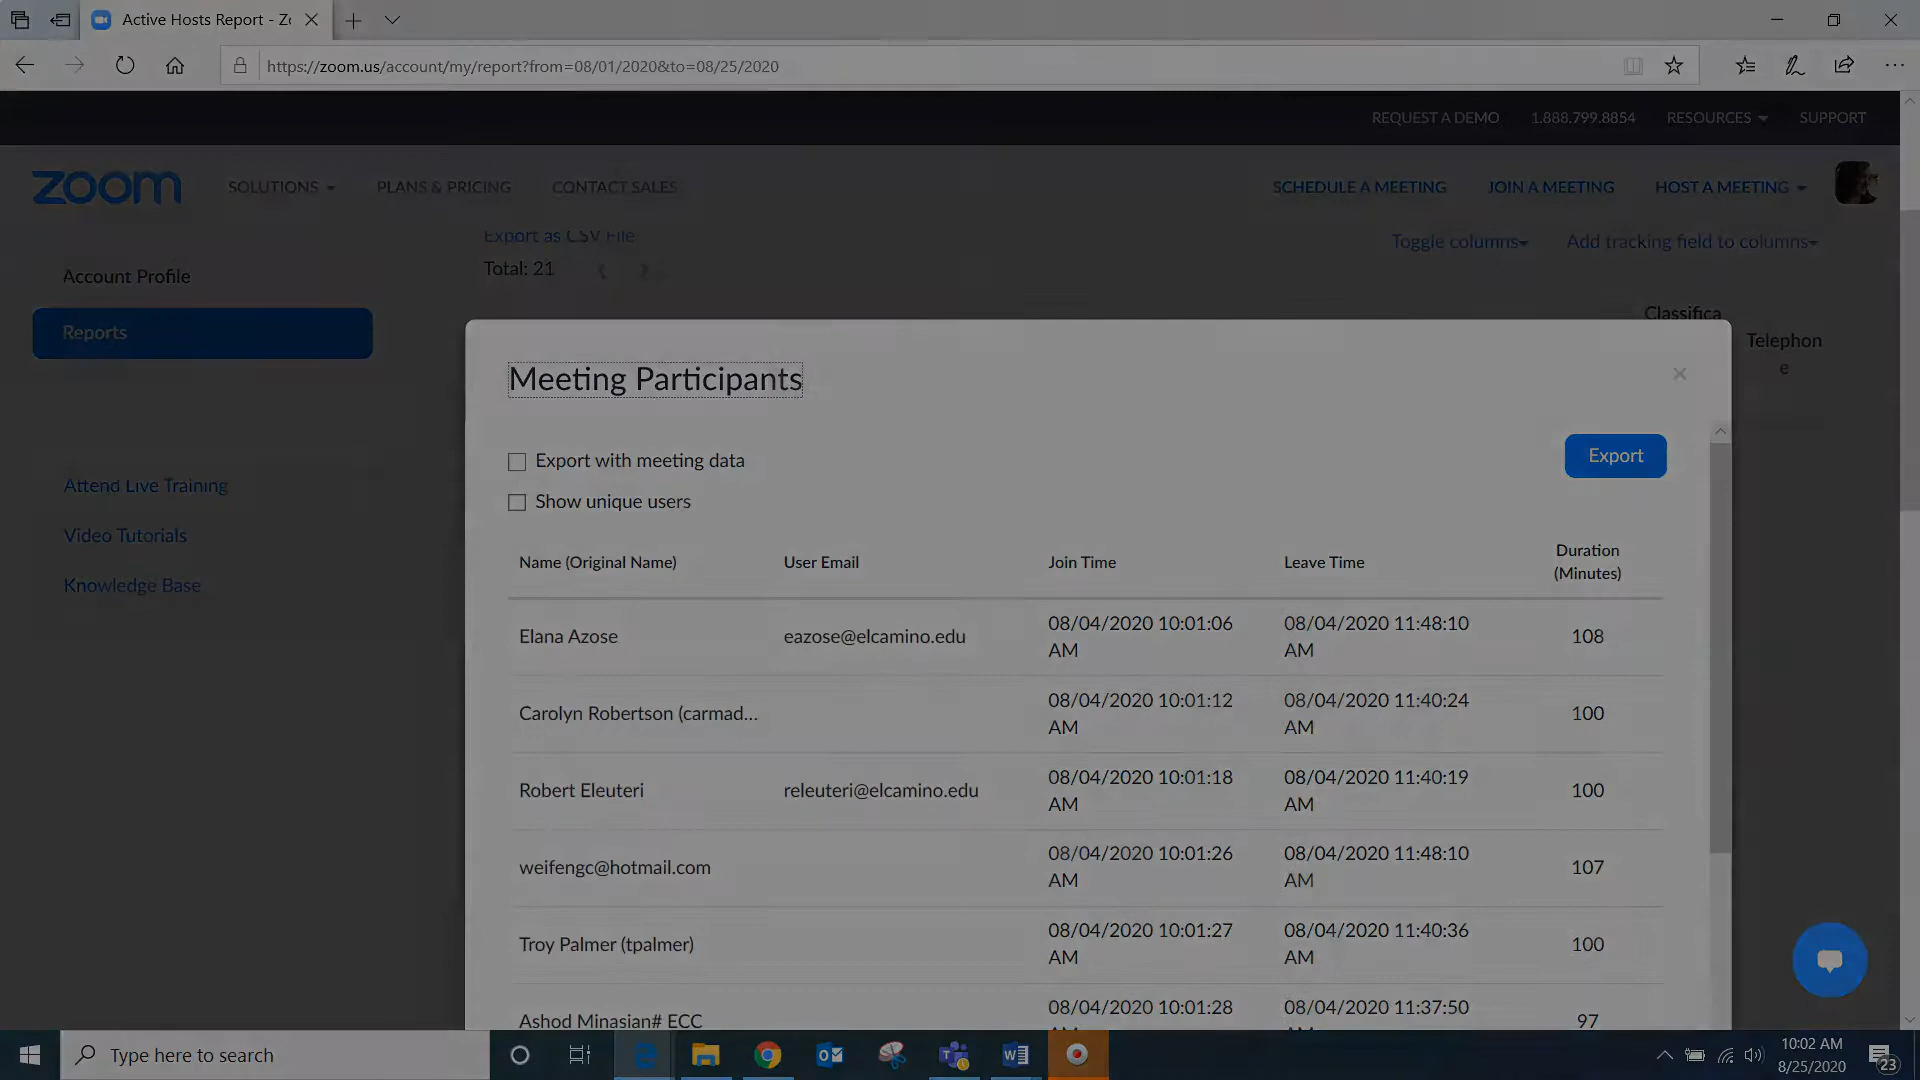 Active Hosts Report - Zo
https://zoom.us/account/my/report?from=08/01/2020&to=08/25/2020
REQUEST A DEMO 1.888.799.8854 RESOURCES SUPPORT
zoom SOLUTIONS PLANS & PRICING CONTACT SALES SCHEDULE A MEETING JOIN A MEETING HOST A MEETING
Export as CSV File Toggle columns Add tracking field to columns
Total: 21
Account Profile
Reports
Attend Live Training
Video Tutorials
Knowledge Base
Classifica
Telephon
e
Meeting Participants
Export with meeting data
Export
Show unique users
Name (Original Name) User Email Join Time Leave Time Duration
(Minutes)
Elana Azose eazose@elcamino.edu 08/04/2020 10:01:06 08/04/2020 11:48:10 108
AM AM
Carolyn Robertson (carmad... 08/04/2020 10:01:12 08/04/2020 11:40:24 100
AM AM
Robert Eleuteri releuteri@elcamino.edu 08/04/2020 10:01:18 08/04/2020 11:40:19 100
AM AM
weifengc@hotmail.com 08/04/2020 10:01:26 08/04/2020 11:48:10 107
AM AM
Troy Palmer (tpalmer) 08/04/2020 10:01:27 08/04/2020 11:40:36 100
AM AM
Ashod Minasian# ECC 08/04/2020 10:01:28 08/04/2020 11:37:50 97
Type here to search
10:02 AM
8/25/2020
23